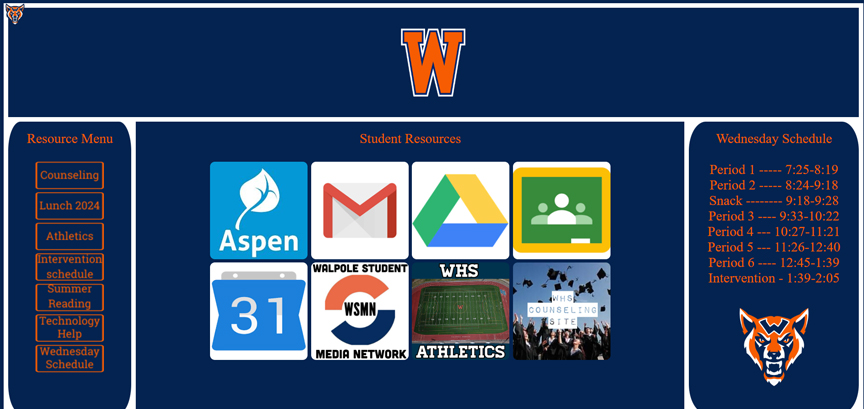 W
Resource Menu
Counseling
Lunch 2024
Athletics
Intervention
schedule
Summer
Reading
Technology
Help
Wednesday
Schedule
Student Resources
Aspen
31
WALPOLE STUDENT
WSMN
MEDIA NETWORK
WHS
ATHLETICS
WHS
COUNSELING
SITE
Wednesday Schedule
Period 1 ----- 7:25-8:19
Period 2 ----- 8:24-9:18
Snack -------- 9:18-9:28
Period 3 ---- 9:33-10:22
Period 4 --- 10:27-11:21
Period 5 --- 11:26-12:40
Period 6 ---- 12:45-1:39
Intervention - 1:39-2:05